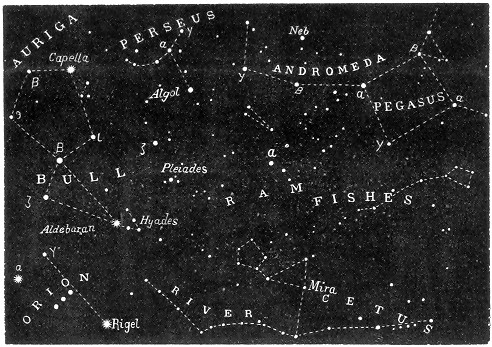 AURIGA
PERSEUS
Neb
Capella
α
γ
ANDROMEDA
β
β
γ
β
α
PEGASUS
Algol
α
ι
γ
β
ζ
α
BULL
Pleiades
RAM
FISHES
ζ
Aldebaran
Hyades
γ
α
ORION
Mira
C
CETUS
RIVER
Rigel